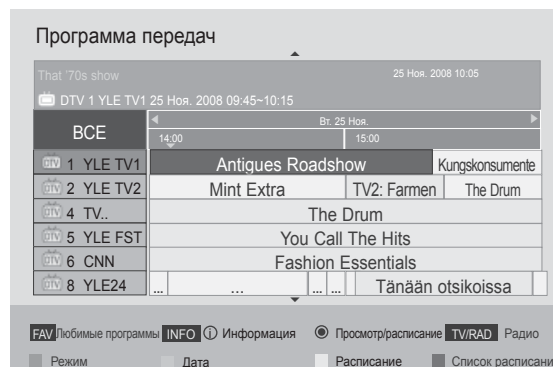 Программа передач
That '70s show 25 Ноя. 2008 10:05
DTV 1 YLE TV1 25 Ноя. 2008 09:45~10:15
ВСЕ
Вт. 25 Ноя.
14:00 15:00
DTV 1 YLE TV1 Antigues Roadshow Kungskonsumente
DTV 2 YLE TV2 Mint Extra TV2: Farmen The Drum
DTV 4 TV.. The Drum
DTV 5 YLE FST You Call The Hits
DTV 6 CNN Fashion Essentials
DTV 8 YLE24 ... ... ... ... Tänään otsikoissa
FAV Любимые программы INFO i Информация Просмотр/расписание TV/RAD Радио
Режим Дата Расписание Список расписани